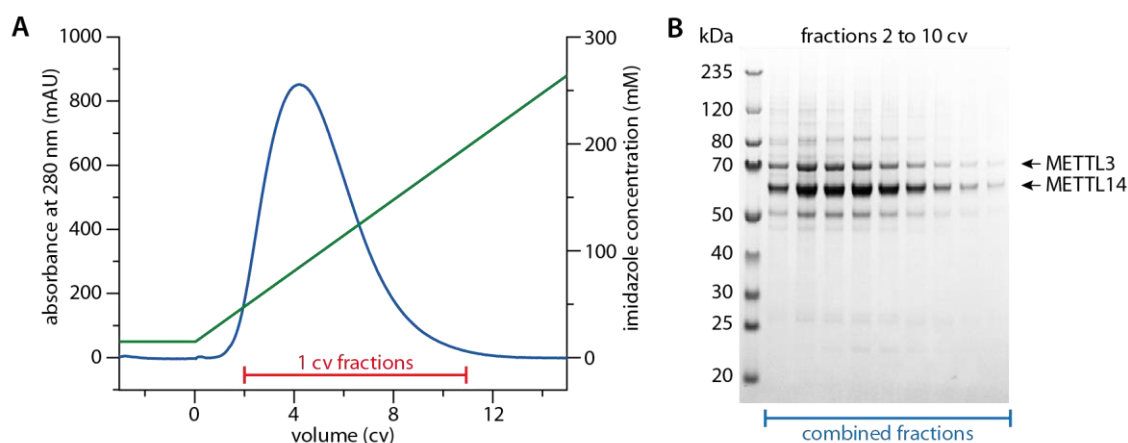 A
absorbance at 280 nm (mAU)
1000
800
600
400
200
0
0
4
8
12
volume (cv)
1 cv fractions
300
200
100
0
imidazole concentration (mM)
B
kDa
fractions 2 to 10 cv
235
120
80
70
50
40
30
25
20
METTL3
METTL14
combined fractions